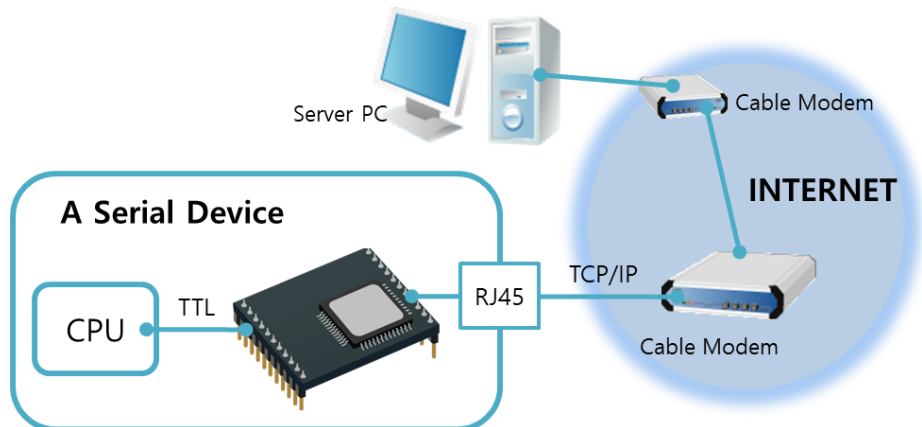 Server PC
Cable Modem
INTERNET
A Serial Device
TCP/IP
RJ45
TTL
CPU
Cable Modem